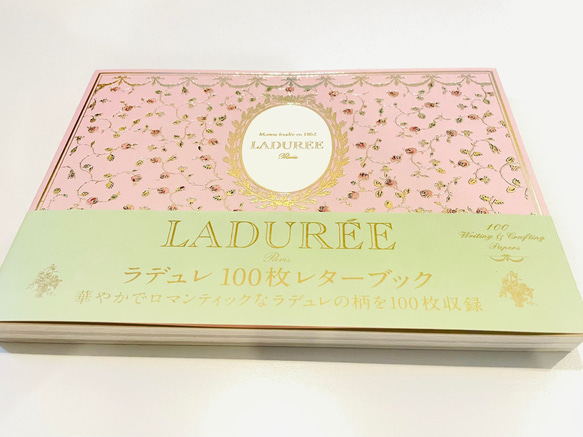 Maison fondée en 1862
LADURÉE
Paris
LADURÉE
Paris
100
Writing & Crafting
Papers
ラデュレ 100枚レターブック
華やかでロマンティックなラデュレの柄を100枚収録